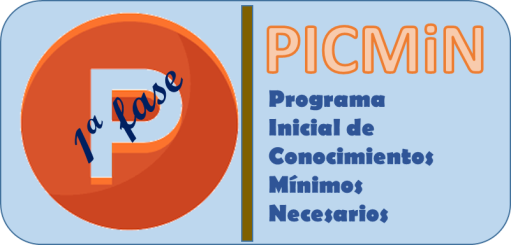 P
1ª fase
PICMiN
Programa
Inicial de
Conocimientos
Mínimos
Necesarios